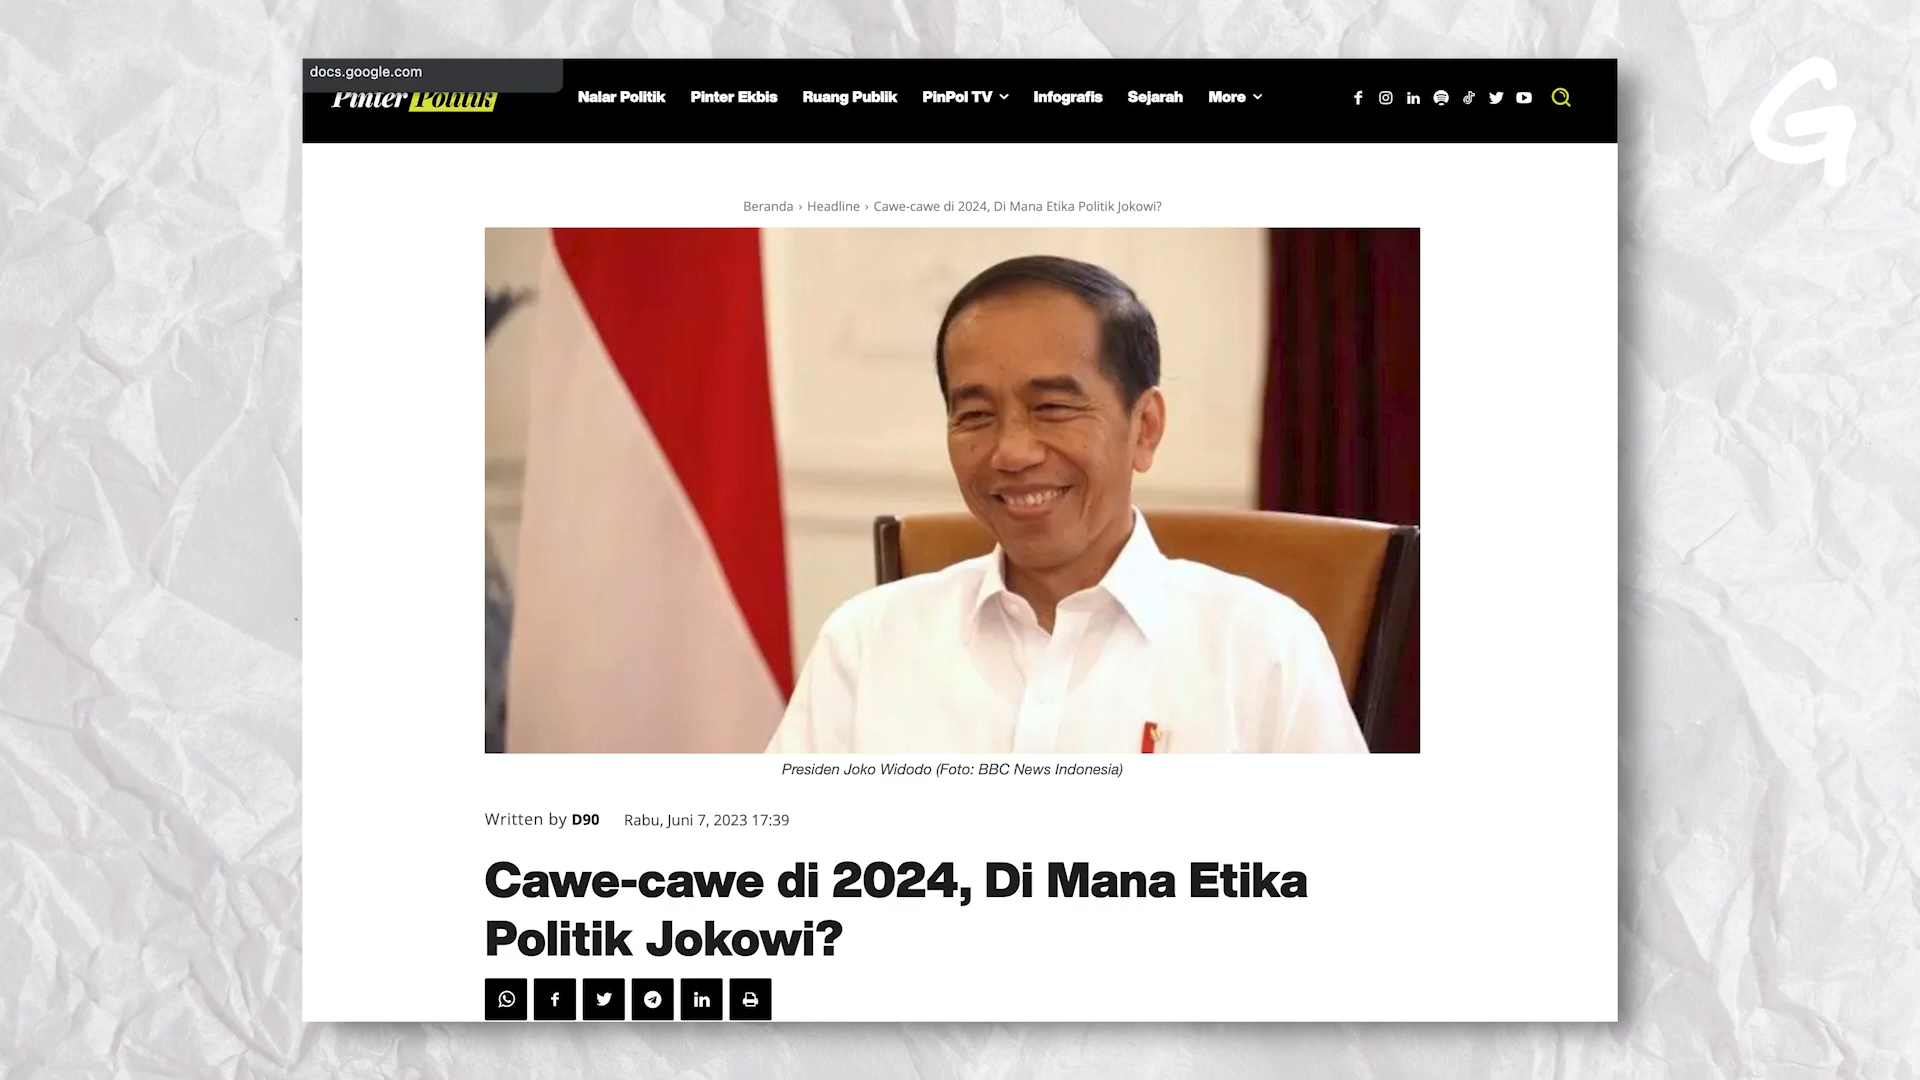 docs.google.com
Pinter Politik
Nalar Politik Pinter Ekbis Ruang Publik PinPol TV Infografis Sejarah More
Beranda › Headline › Cawe-cawe di 2024, Di Mana Etika Politik Jokowi?
Presiden Joko Widodo (Foto: BBC News Indonesia)
Written by D90 Rabu, Juni 7, 2023 17:39
Cawe-cawe di 2024, Di Mana Etika
Politik Jokowi?